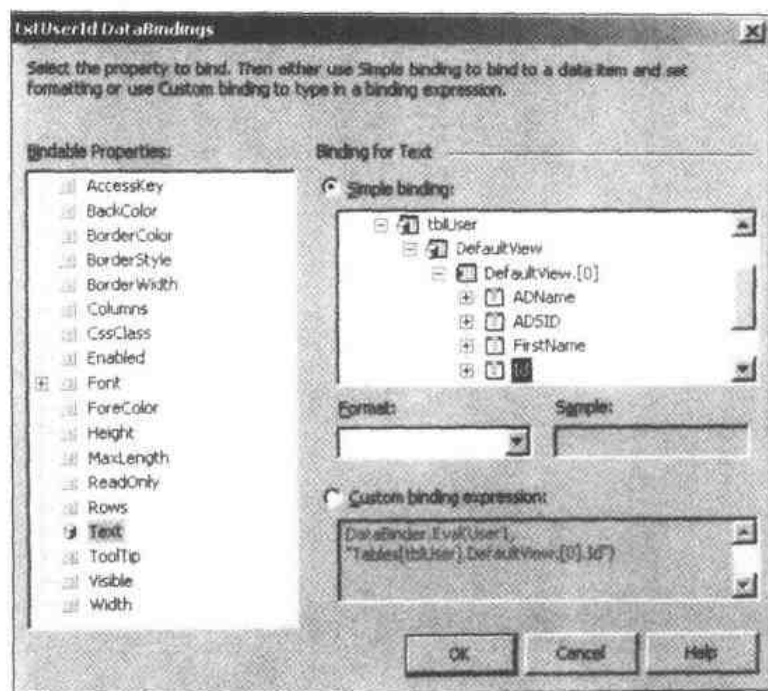 txtUserId DataBindings
Select the property to bind. Then either use Simple binding to bind to a data item and set
formatting or use Custom binding to type in a binding expression.
Bindable Properties:
AccessKey
BackColor
BorderColor
BorderStyle
BorderWidth
Columns
CssClass
Enabled
Font
ForeColor
Height
MaxLength
ReadOnly
Rows
Text
ToolTip
Visible
Width
Binding for Text
Simple binding:
tblUser
DefaultView
DefaultView.[0]
ADName
ADSID
FirstName
Id
Format:
Sample:
Custom binding expression:
DataBinder.Eval(User1,
"Tables[tblUser].DefaultView.[0].Id")
OK
Cancel
Help